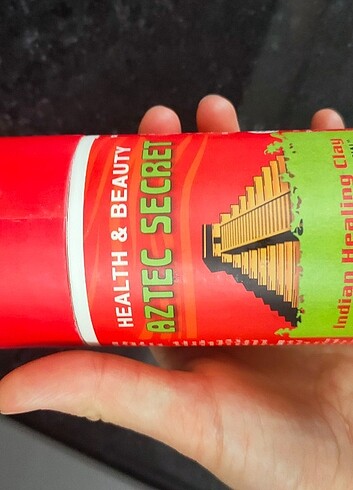 HEALTH & BEAUTY
AZTEC SECRET
Indian Healing Clay